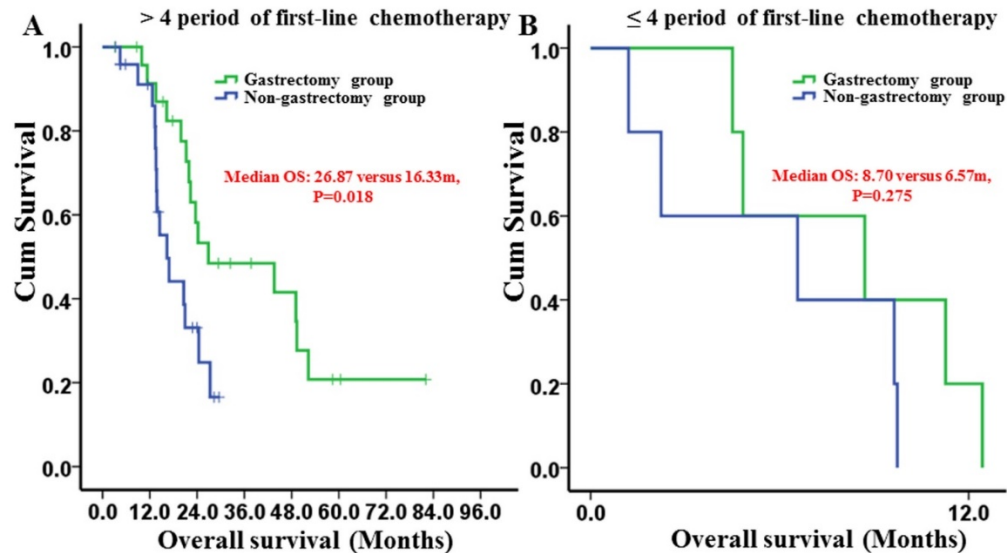 A
> 4 period of first-line chemotherapy
Gastrectomy group
Non-gastrectomy group
Median OS: 26.87 versus 16.33m,
P=0.018
Cum Survival
1.0
0.8
0.6
0.4
0.2
0.0
0.0 12.0 24.0 36.0 48.0 60.0 72.0 84.0 96.0
Overall survival (Months)
B
≤ 4 period of first-line chemotherapy
Gastrectomy group
Non-gastrectomy group
Median OS: 8.70 versus 6.57m,
P=0.275
Cum Survival
1.0
0.8
0.6
0.4
0.2
0.0
0.0 12.0
Overall survival (Months)